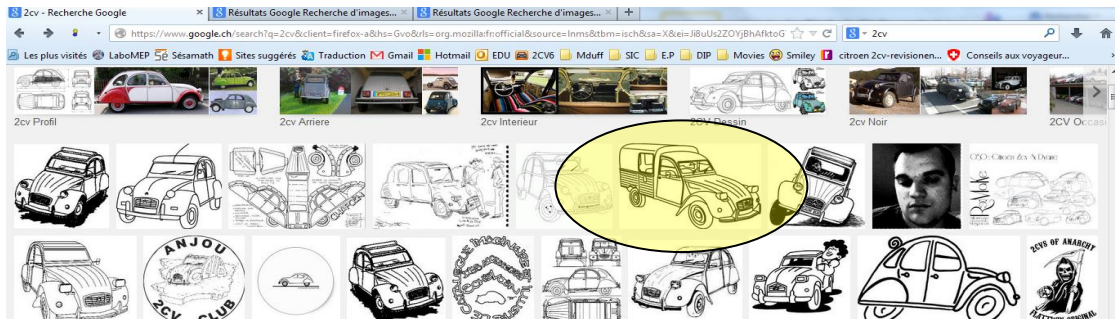 2cv - Recherche Google × Résultats Google Recherche d'images... × Résultats Google Recherche d'images... × +
https://www.google.ch/search?q=2cv&client=firefox-a&hs=Gvo&rls=org.mozilla:fr:official&source=lnms&tbm=isch&sa=X&ei=Ji8uUs2ZOYjBhAfktoG 2cv
Les plus visités LaboMEP Sésamath Sites suggérés Traduction Gmail Hotmail EDU 2CV6 Mduff SIC E.P DIP Movies Smiley citroen 2cv-revisionen... Conseils aux voyageur...
2cv Profil 2cv Arriere 2cv Interieur 2CV Dessin 2cv Noir 2CV Occasi
ANJOU
2CV CLUB
2CVS OF ANARCHY